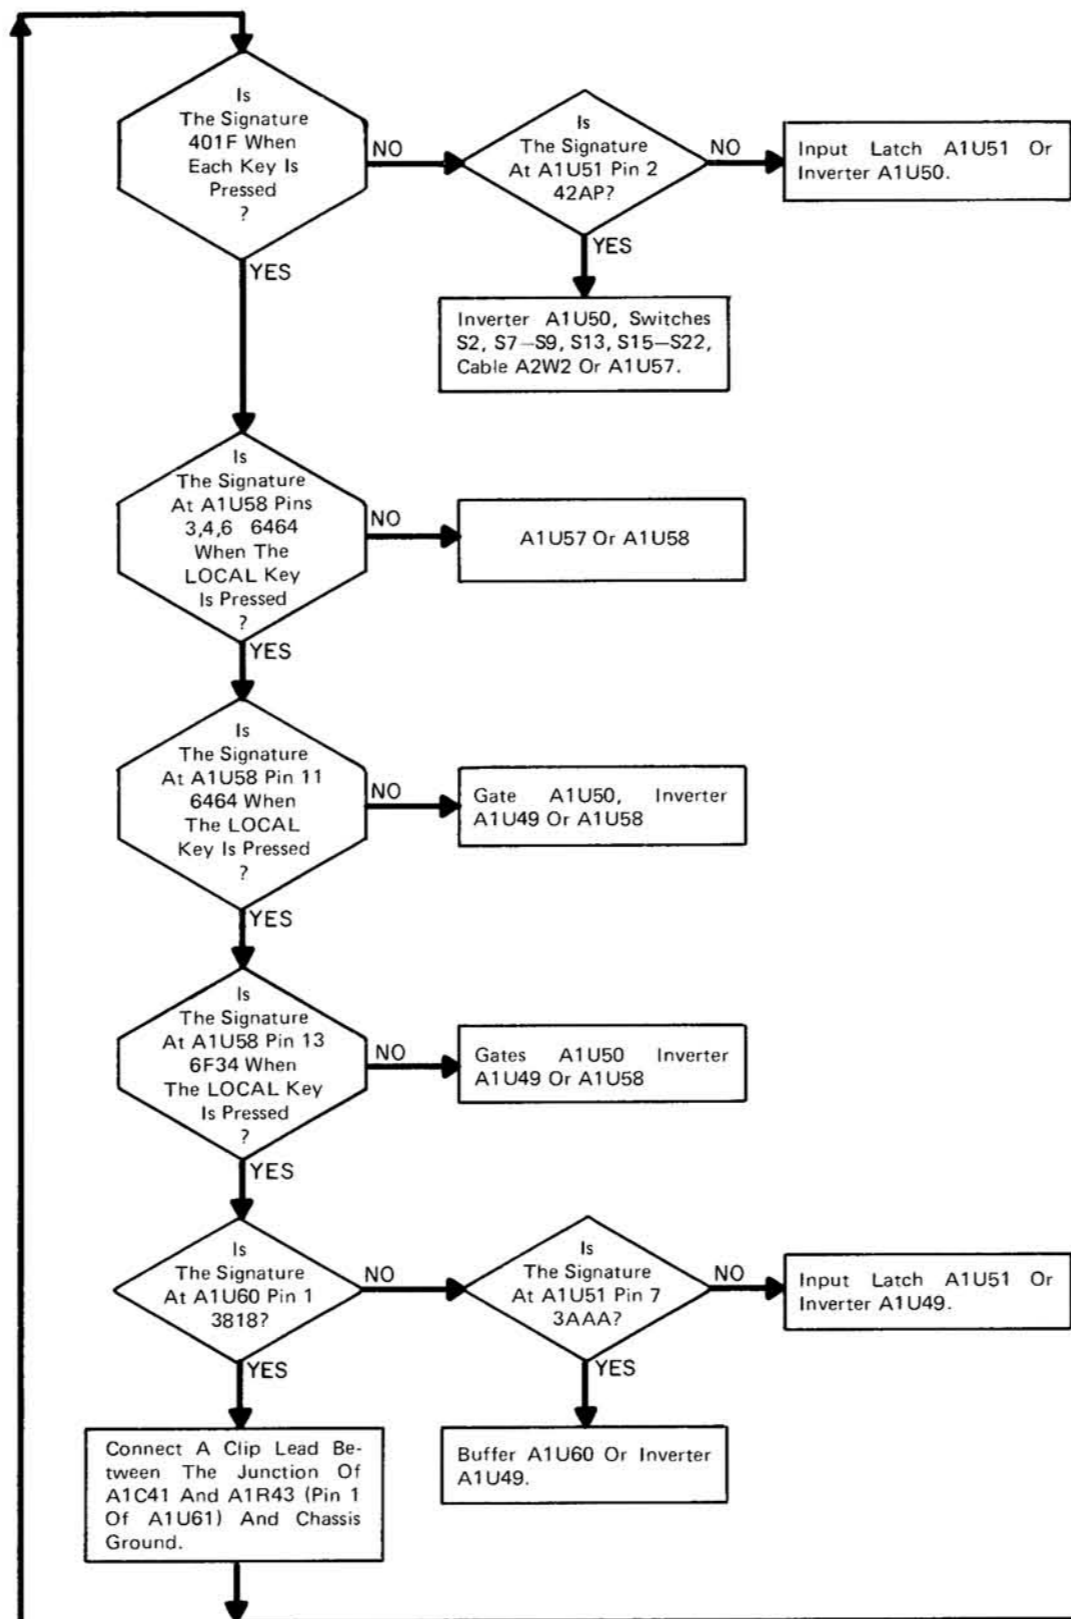 Is
The Signature
401F When
Each Key Is
Pressed
?
NO
Is
The Signature
At A1U51 Pin 2
42AP?
NO
Input Latch A1U51 Or
Inverter A1U50.
YES
YES
Inverter A1U50, Switches
S2, S7–S9, S13, S15–S22,
Cable A2W2 Or A1U57.
Is
The Signature
At A1U58 Pins
3,4,6 6464
When The
LOCAL Key
Is Pressed
?
NO
A1U57 Or A1U58
YES
Is
The Signature
At A1U58 Pin 11
6464 When
The LOCAL
Key Is Pressed
?
NO
Gate A1U50, Inverter
A1U49 Or A1U58
YES
Is
The Signature
At A1U58 Pin 13
6F34 When
The LOCAL Key
Is Pressed
?
NO
Gates A1U50 Inverter
A1U49 Or A1U58
YES
Is
The Signature
At A1U60 Pin 1
3818?
NO
Is
The Signature
At A1U51 Pin 7
3AAA?
NO
Input Latch A1U51 Or
Inverter A1U49.
YES
YES
Connect A Clip Lead Be-
tween The Junction Of
A1C41 And A1R43 (Pin 1
Of A1U61) And Chassis
Ground.
Buffer A1U60 Or Inverter
A1U49.